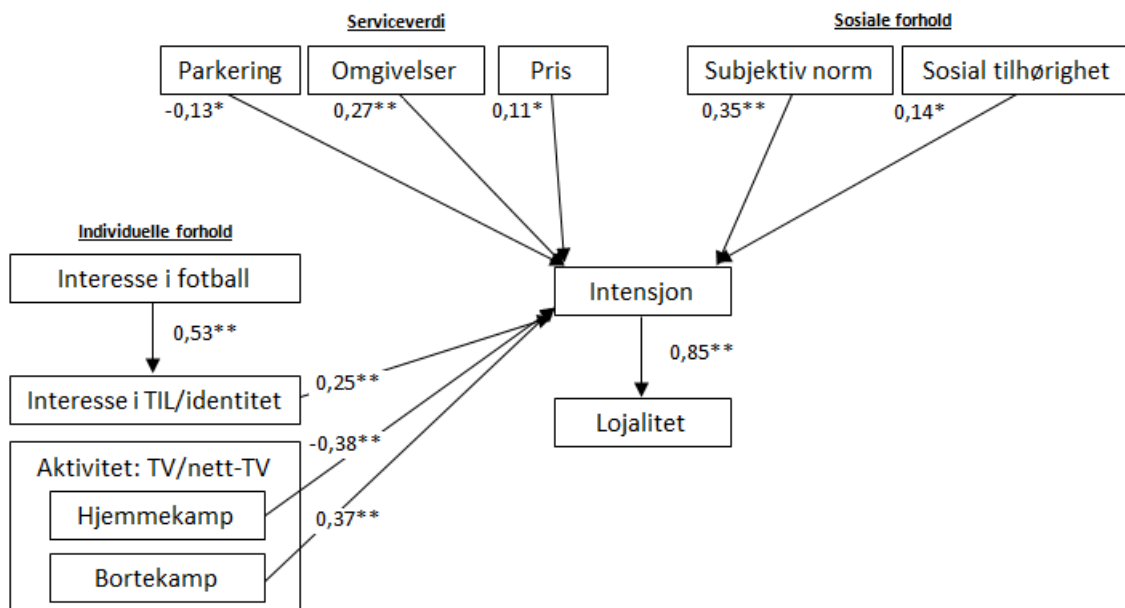 Serviceverdi
Sosiale forhold
Parkering
Omgivelser
Pris
Subjektiv norm
Sosial tilhørighet
-0,13*
0,27**
0,11*
0,35**
0,14*
Individuelle forhold
Interesse i fotball
Intensjon
0,53**
0,85**
Interesse i TIL/identitet
0,25**
Lojalitet
-0,38**
Aktivitet: TV/nett-TV
Hjemmekamp
0,37**
Bortekamp